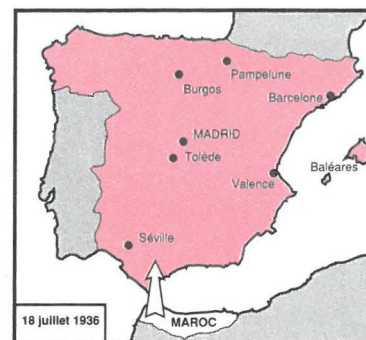 Pampelune
Burgos
Barcelone
MADRID
Tolède
Baléares
Valence
Séville
18 juillet 1936
MAROC